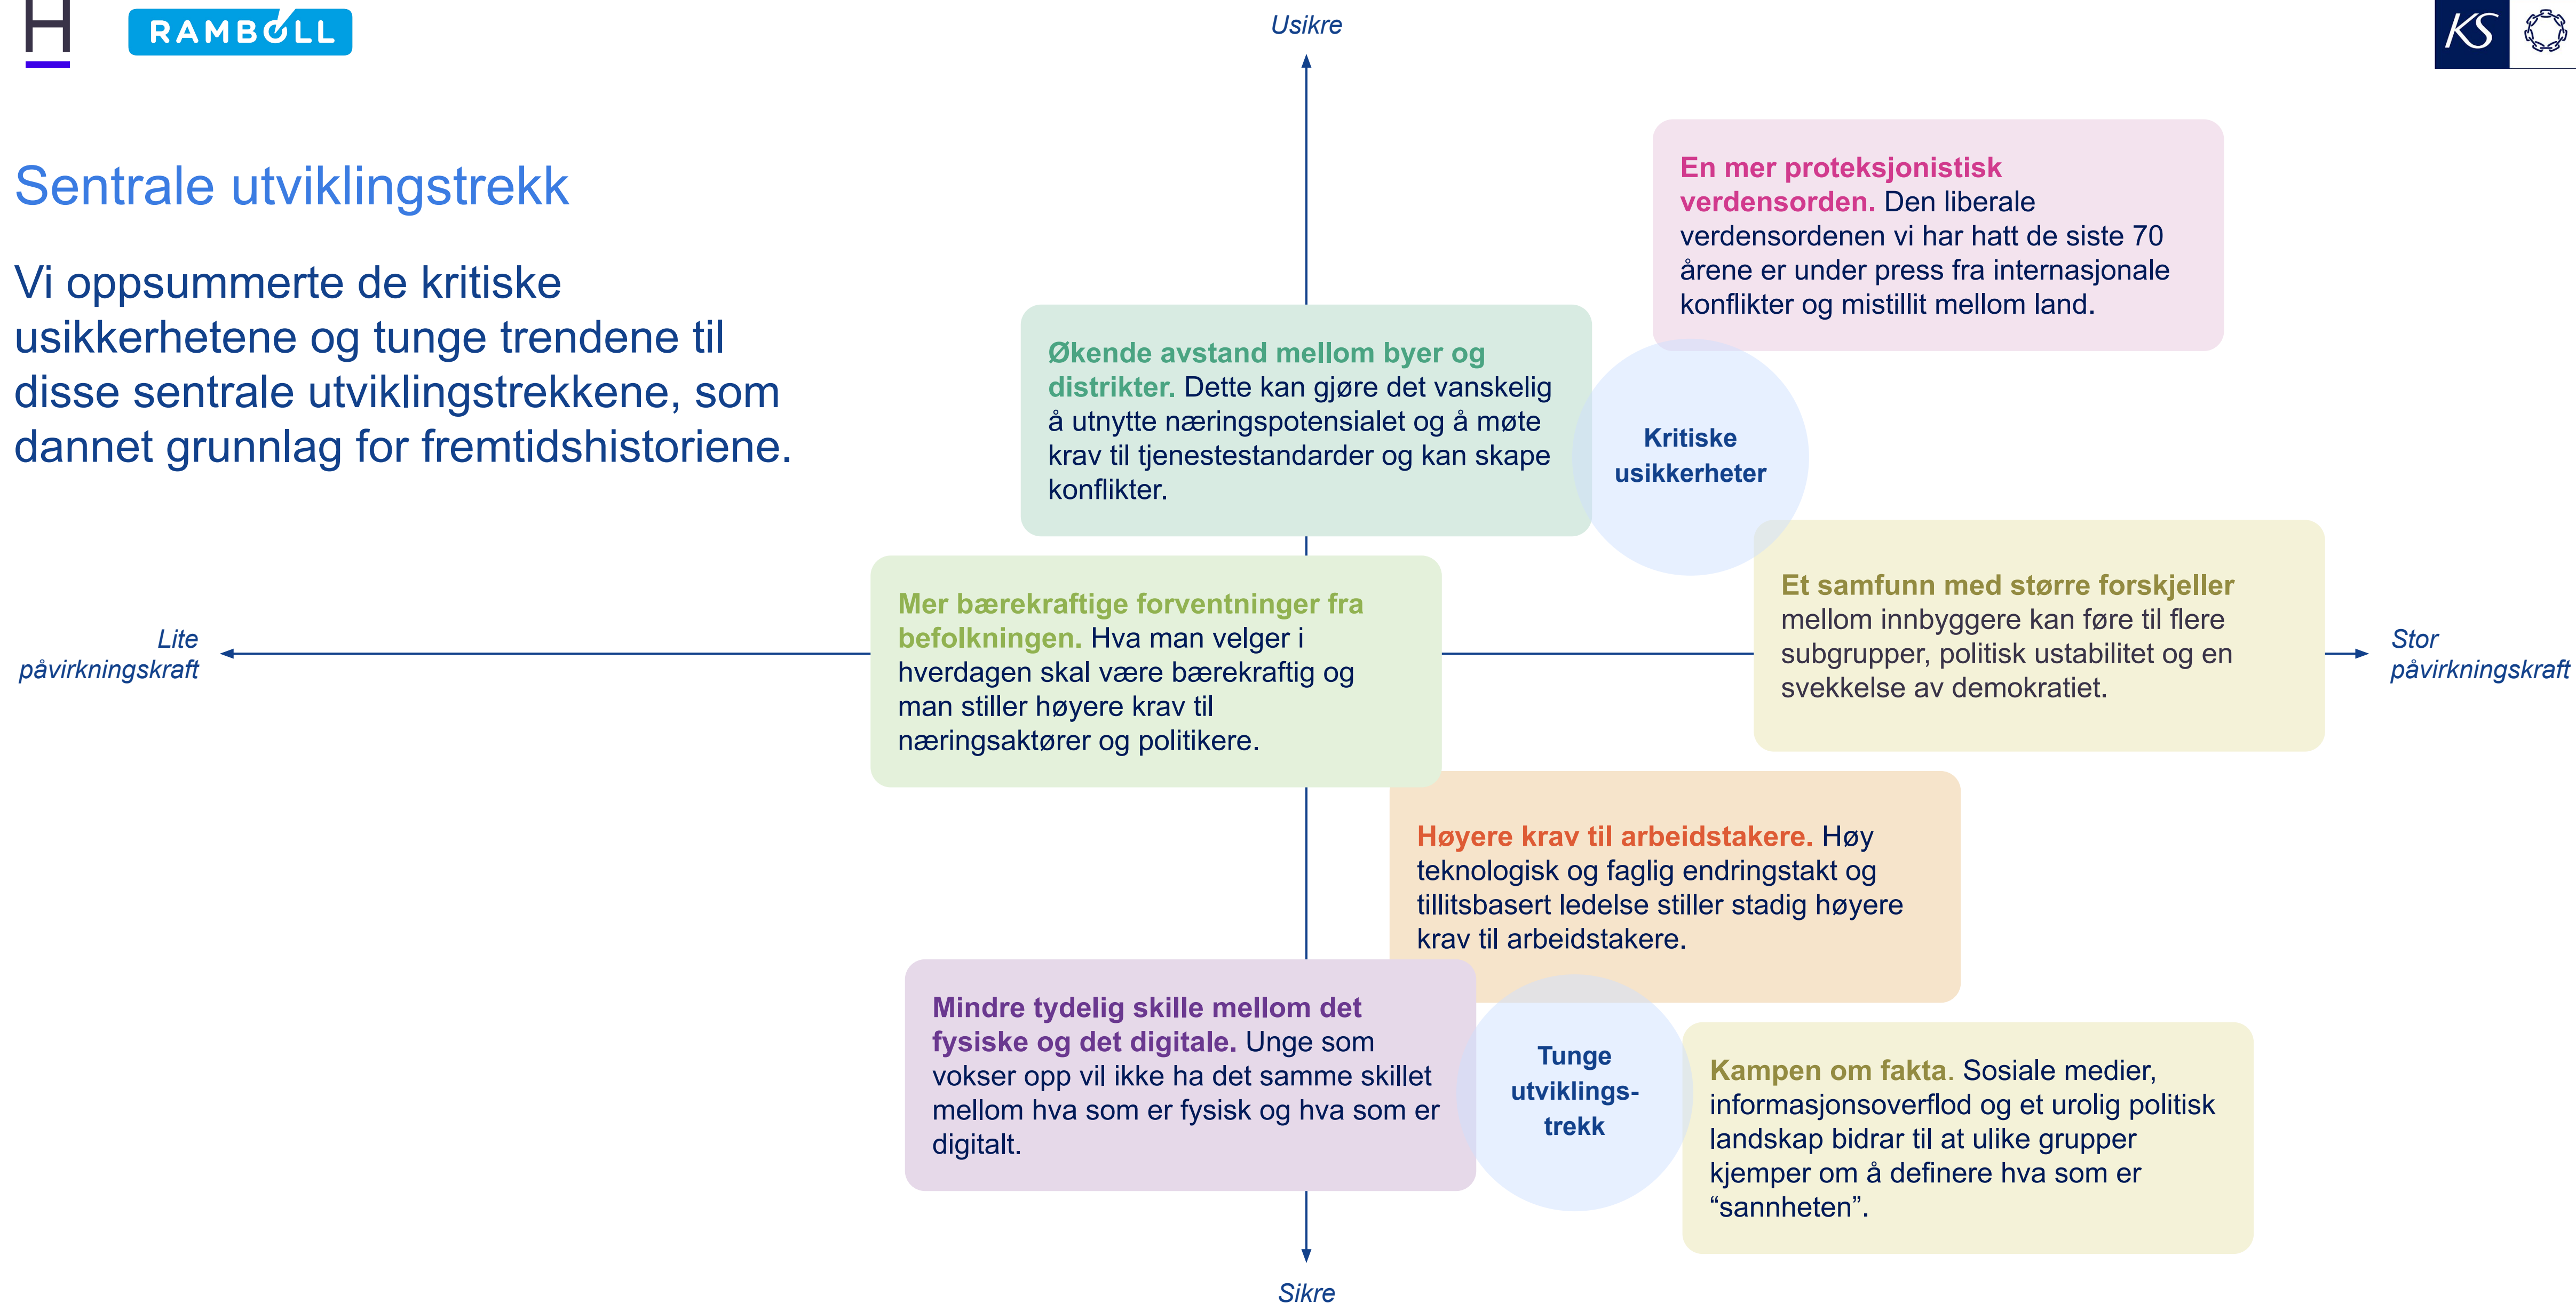 H
RAMBOLL
KS
Usikre
Sentrale utviklingstrekk
Vi oppsummerte de kritiske
usikkerhetene og tunge trendene til
disse sentrale utviklingstrekkene, som
dannet grunnlag for fremtidshistoriene.
En mer proteksjonistisk
verdensorden. Den liberale
verdensordenen vi har hatt de siste 70
årene er under press fra internasjonale
konflikter og mistillit mellom land.
Økende avstand mellom byer og
distrikter. Dette kan gjøre det vanskelig
å utnytte næringspotensialet og å møte
krav til tjenestestandarder og kan skape
konflikter.
Kritiske
usikkerheter
Mer bærekraftige forventninger fra
befolkningen. Hva man velger i
hverdagen skal være bærekraftig og
man stiller høyere krav til
næringsaktører og politikere.
Et samfunn med større forskjeller
mellom innbyggere kan føre til flere
subgrupper, politisk ustabilitet og en
svekkelse av demokratiet.
Lite
påvirkningskraft
Stor
påvirkningskraft
Høyere krav til arbeidstakere. Høy
teknologisk og faglig endringstakt og
tillitsbasert ledelse stiller stadig høyere
krav til arbeidstakere.
Mindre tydelig skille mellom det
fysiske og det digitale. Unge som
vokser opp vil ikke ha det samme skillet
mellom hva som er fysisk og hva som er
digitalt.
Tunge
utviklings-
trekk
Kampen om fakta. Sosiale medier,
informasjonsoverflod og et urolig politisk
landskap bidrar til at ulike grupper
kjemper om å definere hva som er
“sannheten”.
Sikre